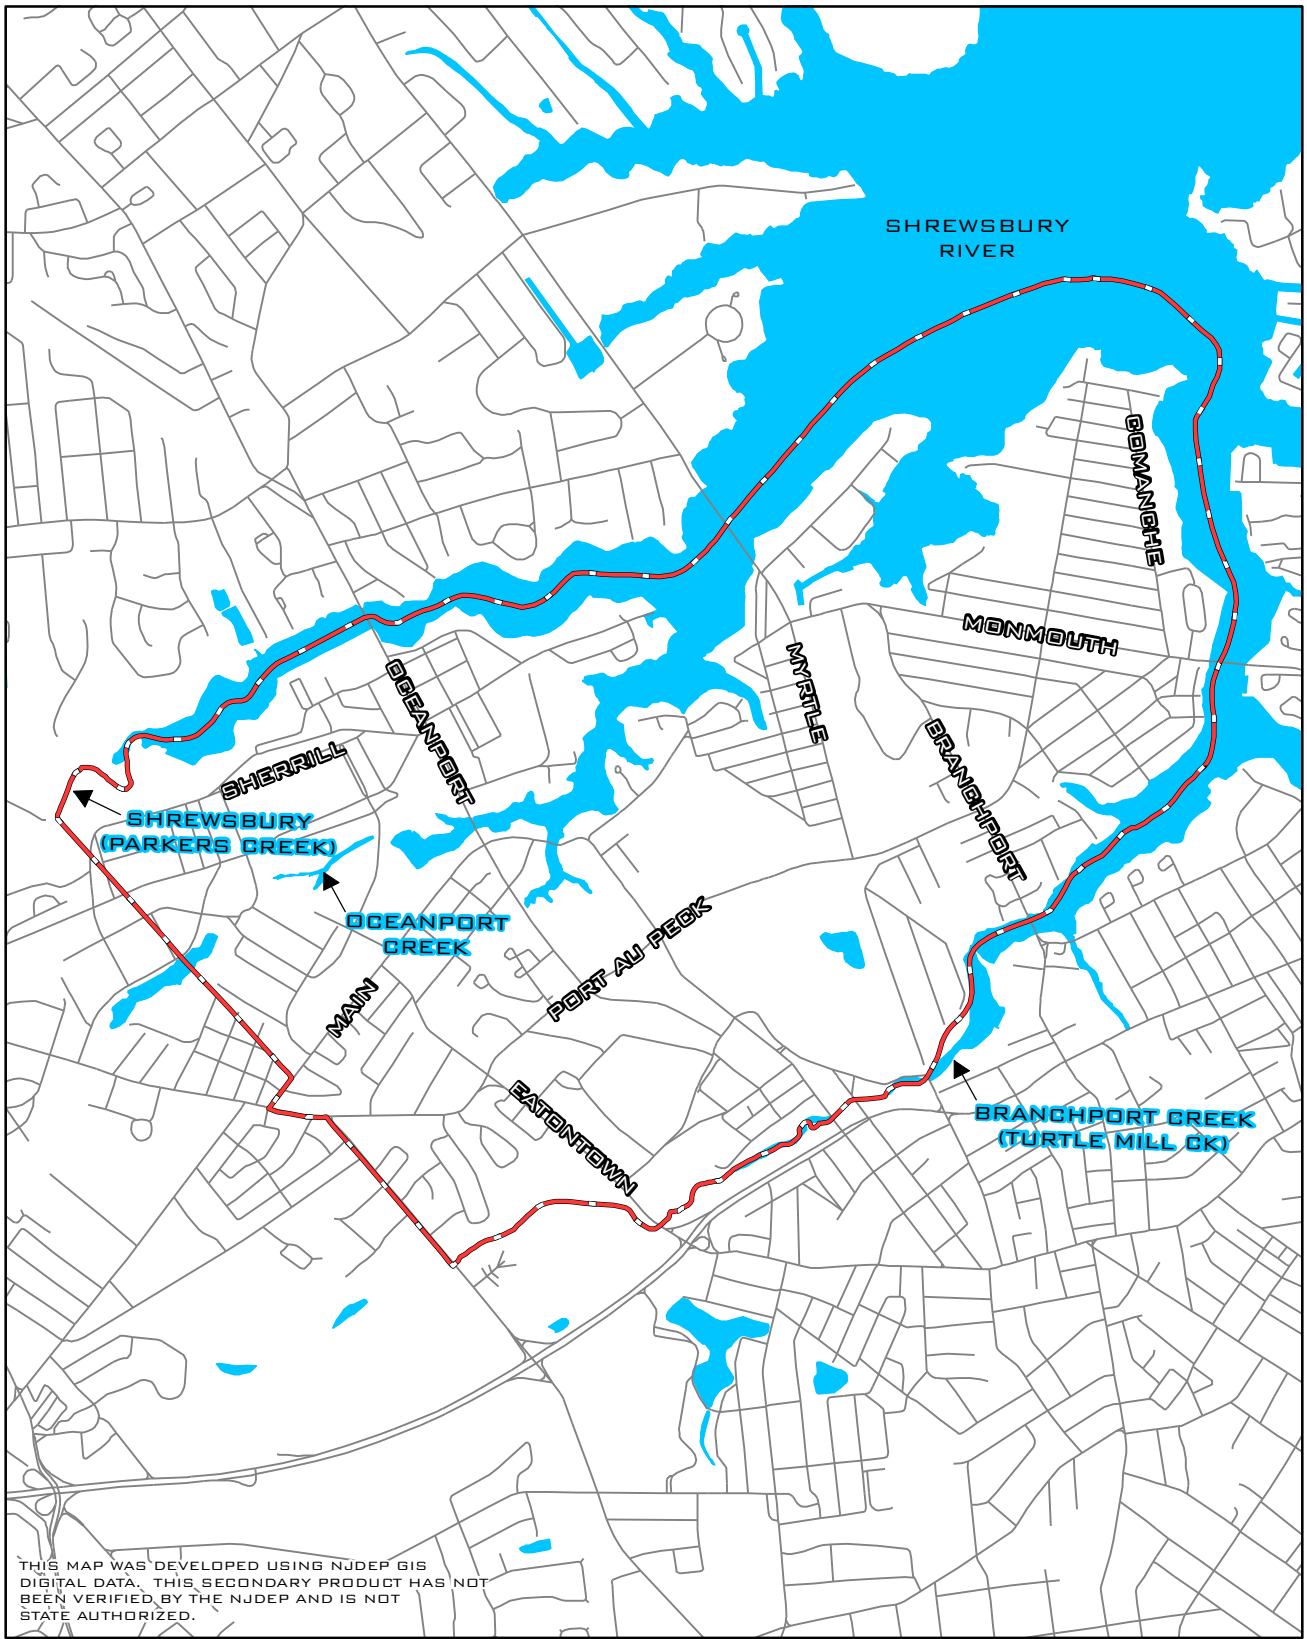 SHREWSBURY
RIVER
COMANCHE
MONMOUTH
MYRTLE
OCEANPORT
BRANCHPORT
SHERRILL
SHREWSBURY
(PARKERS CREEK)
OCEANPORT
CREEK
PORT AU PECK
MAIN
EATONTOWN
BRANCHPORT CREEK
(TURTLE MILL CK)
THIS MAP WAS DEVELOPED USING NJDEP GIS
DIGITAL DATA. THIS SECONDARY PRODUCT HAS NOT
BEEN VERIFIED BY THE NJDEP AND IS NOT
STATE AUTHORIZED.